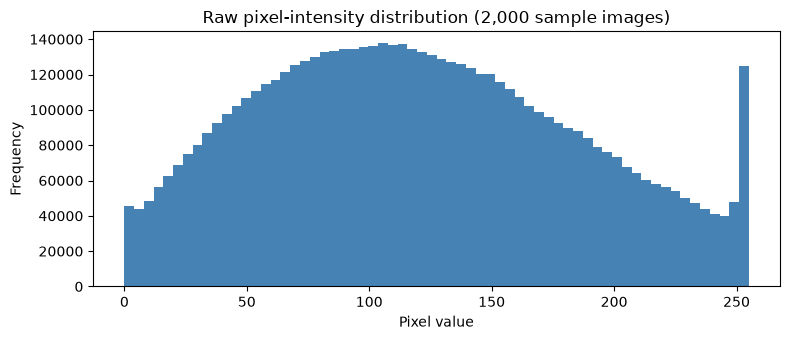 Raw pixel-intensity distribution (2,000 sample images)
140000
120000
100000
80000
60000
40000
20000
0
Frequency
0 50 100 150 200 250
Pixel value